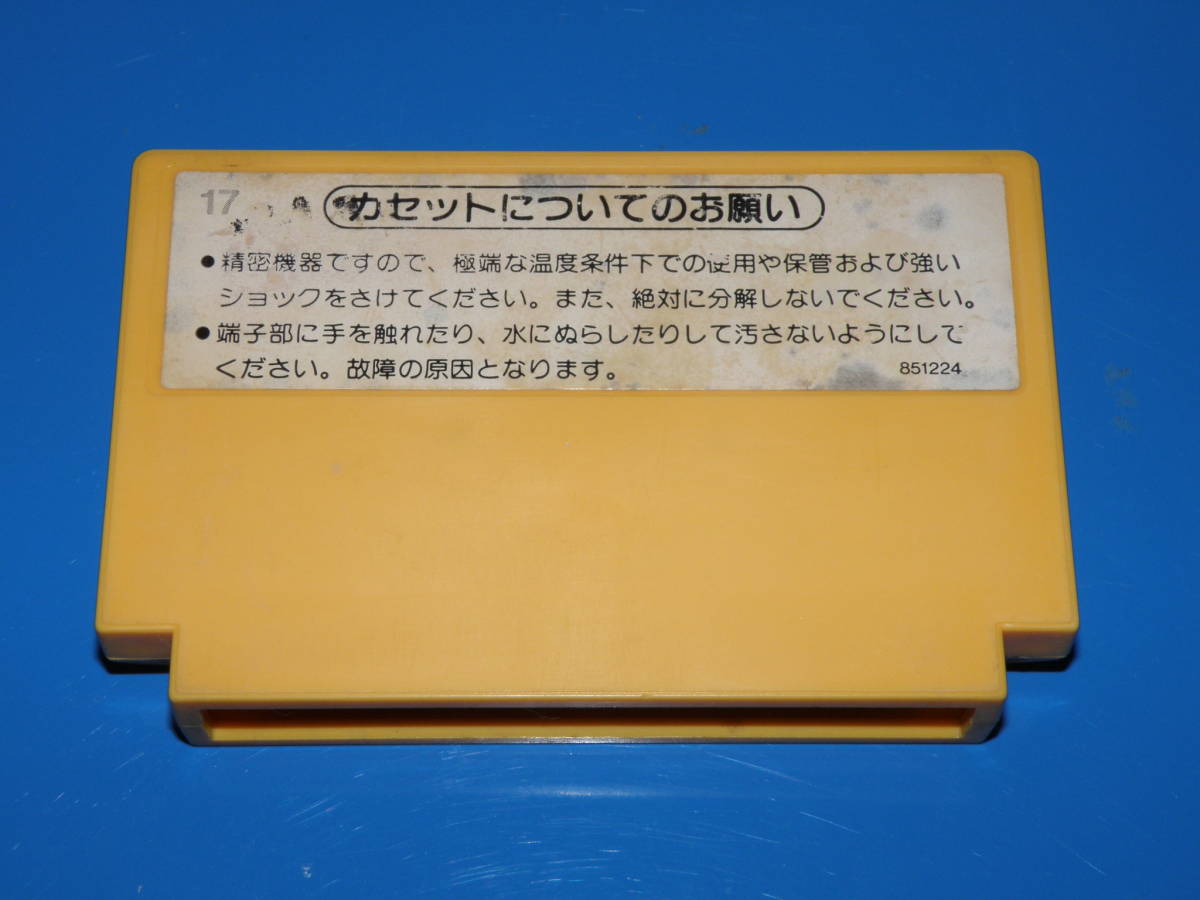 17
カセットについてのお願い
●精密機器ですので、極端な温度条件下での使用や保管および強い
ショックをさけてください。また、絶対に分解しないでください。
●端子部に手を触れたり、水にぬらしたりして汚さないようにして
ください。故障の原因となります。
851224